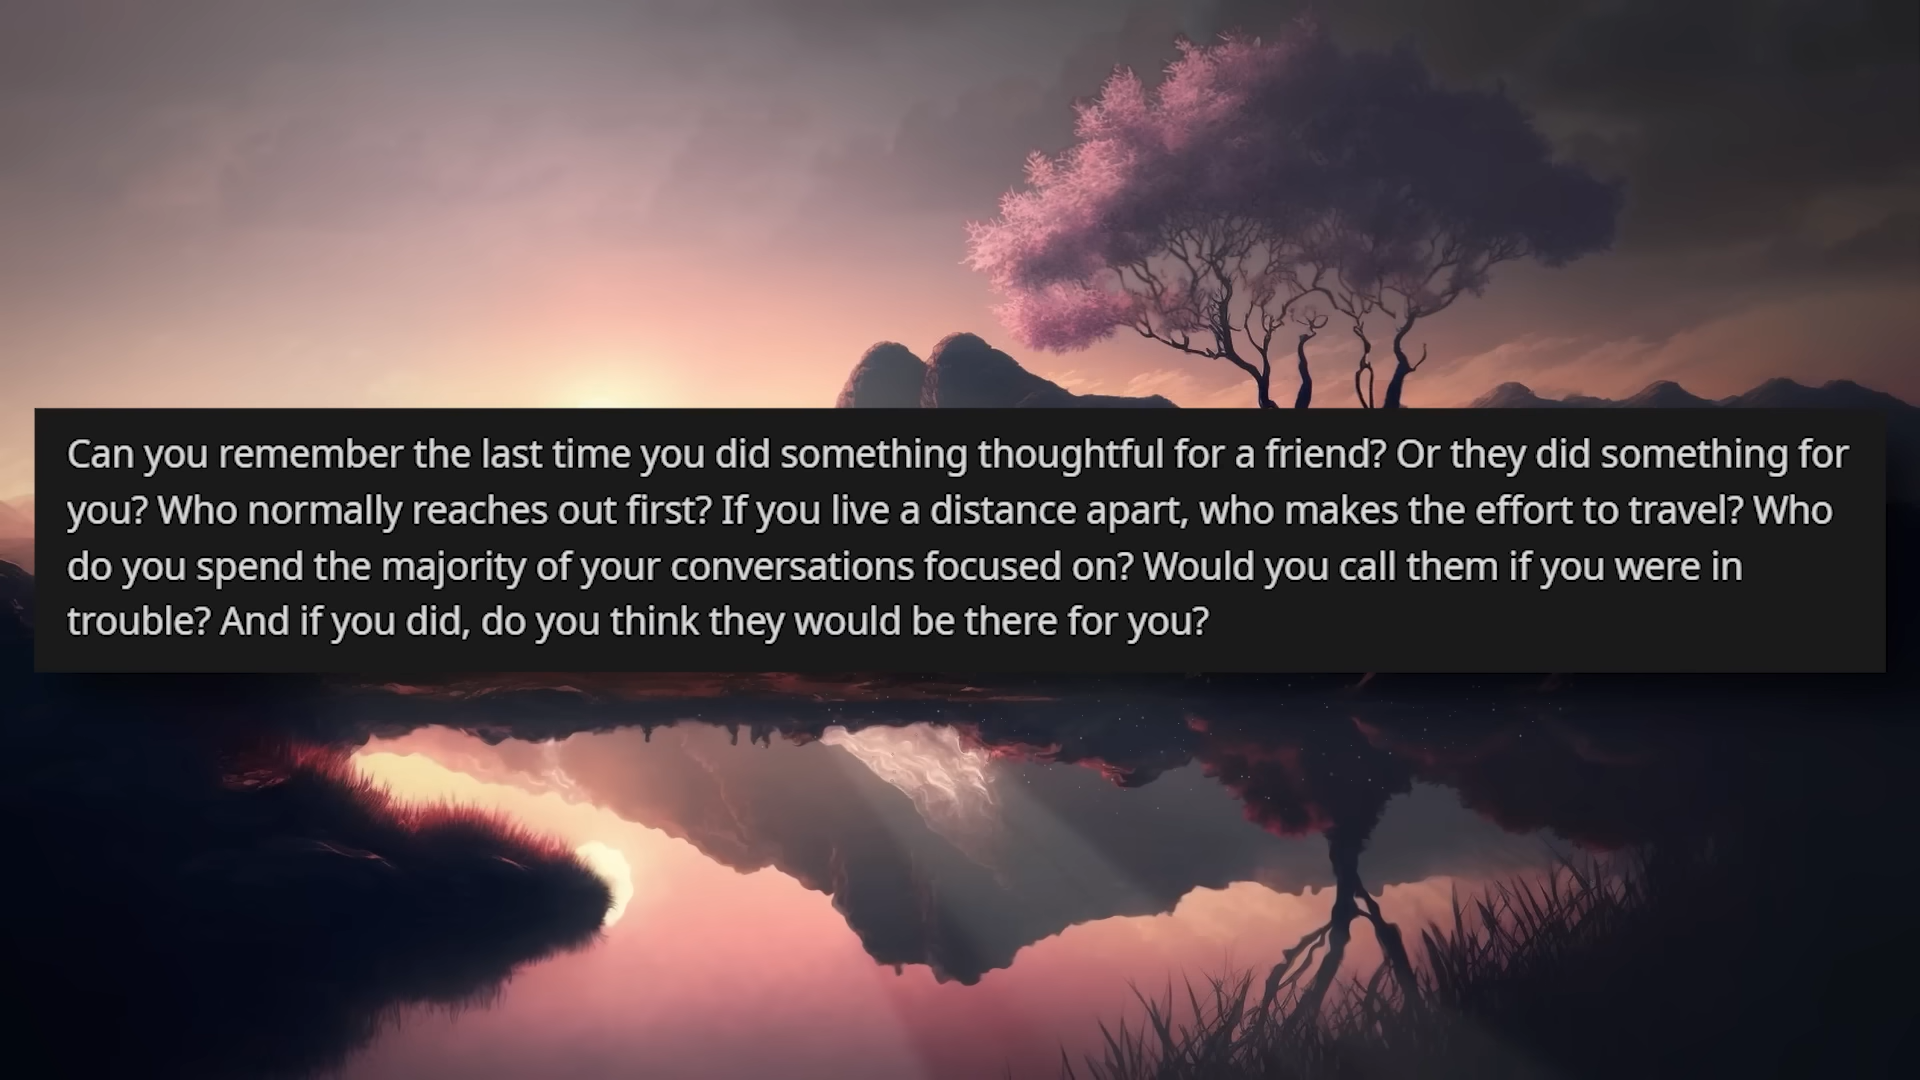 Can you remember the last time you did something thoughtful for a friend? Or they did something for
you? Who normally reaches out first? If you live a distance apart, who makes the effort to travel? Who
do you spend the majority of your conversations focused on? Would you call them if you were in
trouble? And if you did, do you think they would be there for you?